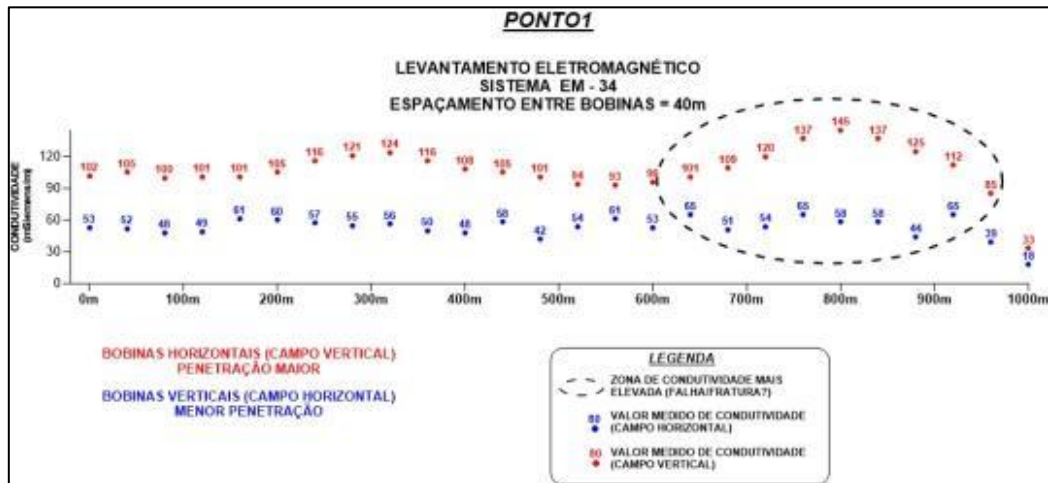 PONTO1
LEVANTAMENTO ELETROMAGNÉTICO
SISTEMA EM - 34
ESPAÇAMENTO ENTRE BOBINAS = 40m
CONDUTIVIDADE
(mSiemens/m)
120
90
60
30
0
102 105 100 101 101 105 116 121 124 116 108 105 101 94 93 96 101 109 120 137 145 137 125 112 85 33
53 52 48 49 61 60 57 55 56 50 48 58 42 54 61 53 65 51 54 65 58 58 44 65 39 18
0m 100m 200m 300m 400m 500m 600m 700m 800m 900m 1000m
BOBINAS HORIZONTAIS (CAMPO VERTICAL)
PENETRAÇÃO MAIOR
BOBINAS VERTICAIS (CAMPO HORIZONTAL)
MENOR PENETRAÇÃO
LEGENDA
ZONA DE CONDUTIVIDADE MAIS
ELEVADA (FALHA/FRATURA?)
80 VALOR MEDIDO DE CONDUTIVIDADE
(CAMPO HORIZONTAL)
80 VALOR MEDIDO DE CONDUTIVIDADE
(CAMPO VERTICAL)